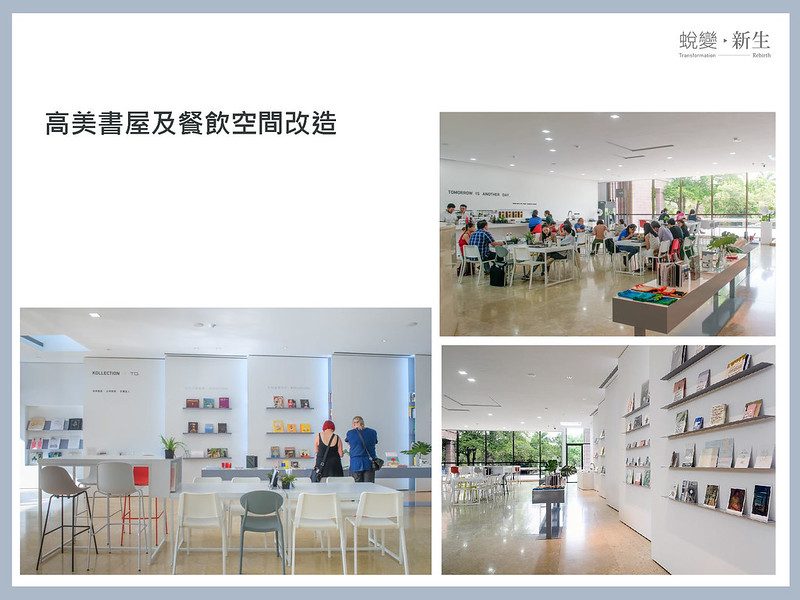 蛻變・新生
Transformation Rebirth
高美書屋及餐飲空間改造
TOMORROW IS ANOTHER DAY
KOLLECTION